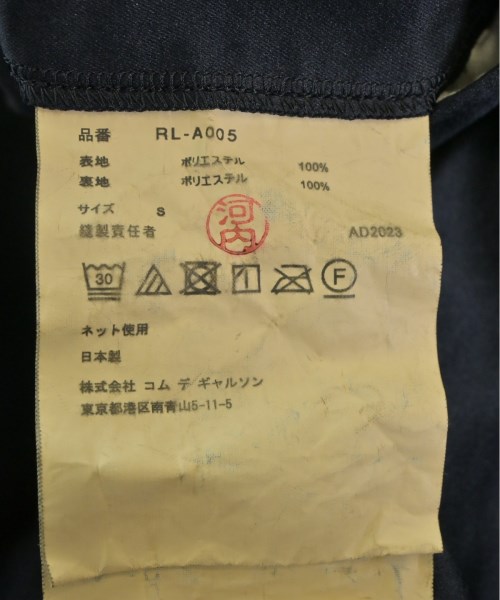 品番 RL-A005
表地 ポリエステル 100%
裏地 ポリエステル 100%
サイズ S
縫製責任者 河内 AD2023
30 F
ネット使用
日本製
株式会社 コム デ ギャルソン
東京都港区南青山5-11-5